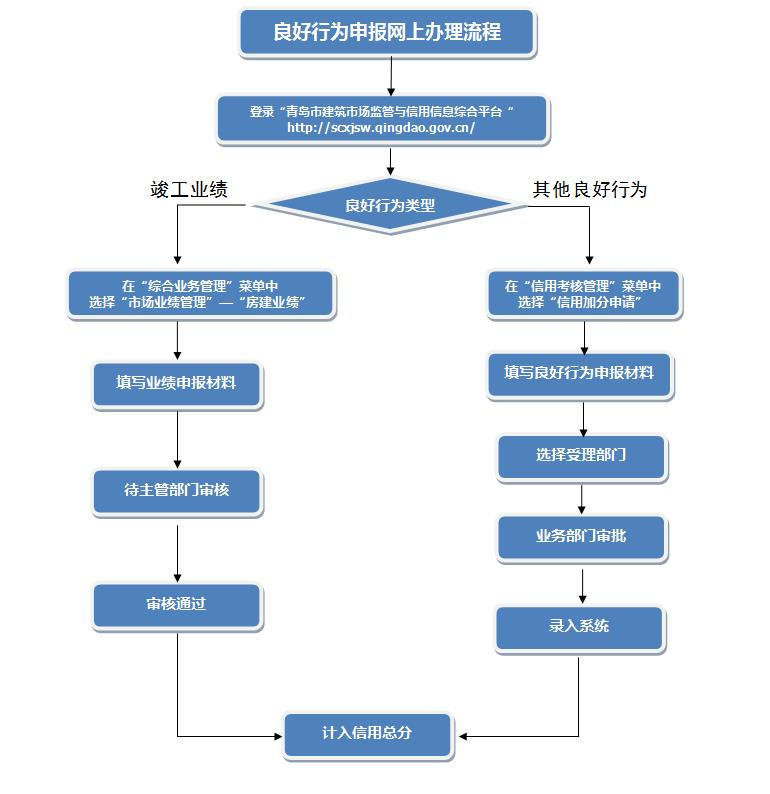 良好行为申报网上办理流程
登录“青岛市建筑市场监管与信用信息综合平台“
http://scxjsw.qingdao.gov.cn/
良好行为类型
竣工业绩
在“综合业务管理”菜单中
选择“市场业绩管理”—“房建业绩”
填写业绩申报材料
待主管部门审核
审核通过
其他良好行为
在“信用考核管理”菜单中
选择“信用加分申请”
填写良好行为申报材料
选择受理部门
业务部门审批
录入系统
计入信用总分